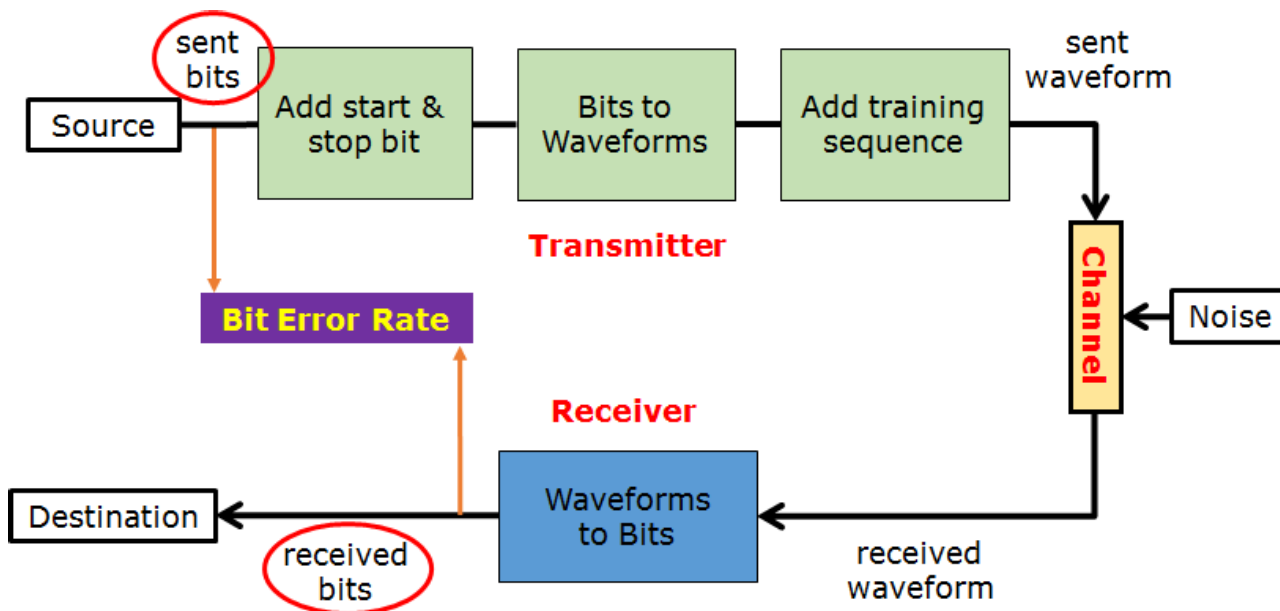 sent
bits
Source
Add start &
stop bit
Bits to
Waveforms
Add training
sequence
sent
waveform
Transmitter
Channel
Noise
Bit Error Rate
Receiver
Destination
received
bits
Waveforms
to Bits
received
waveform